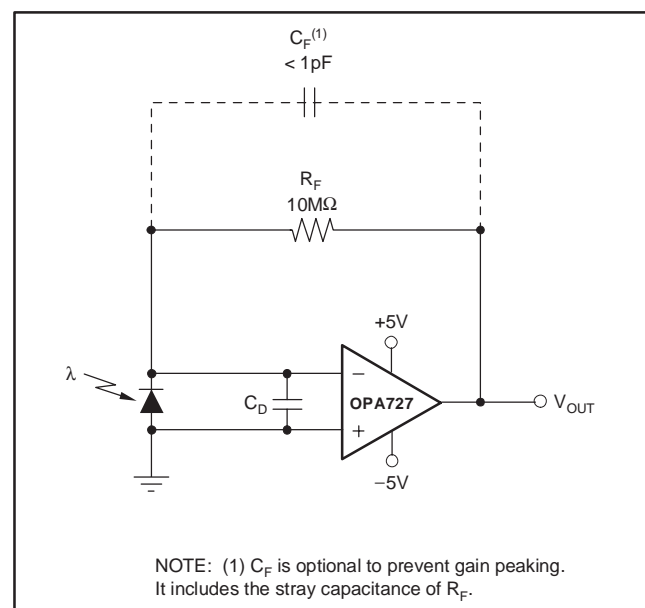 C_F^(1)
< 1pF
R_F
10MΩ
+5V
λ
−
C_D
OPA727
+
V_OUT
−5V
NOTE: (1) C_F is optional to prevent gain peaking.
It includes the stray capacitance of R_F.